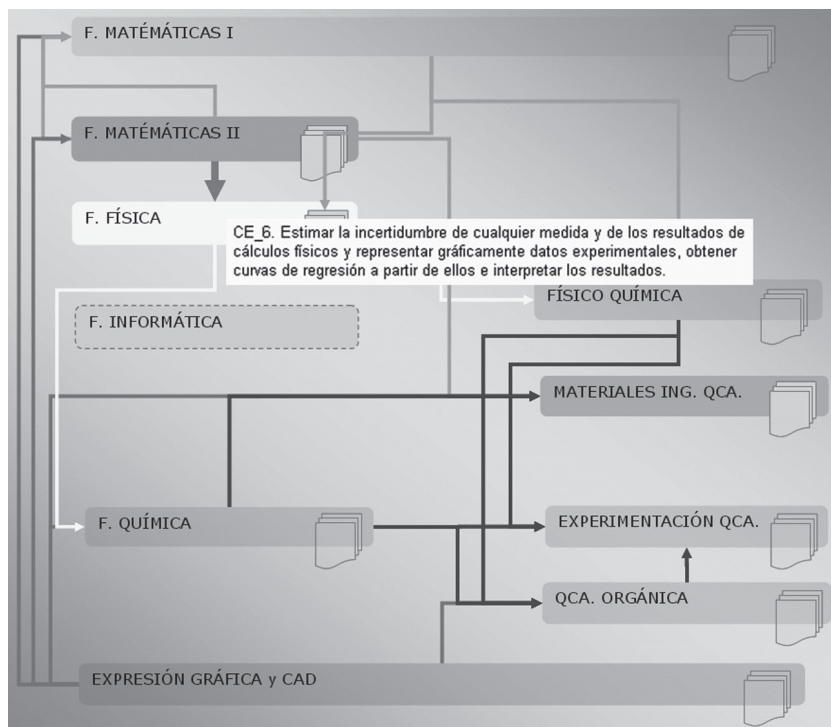 F. MATÉMÁTICAS I
F. MATÉMÁTICAS II
F. FÍSICA
CE_6. Estimar la incertidumbre de cualquier medida y de los resultados de
cálculos físicos y representar gráficamente datos experimentales, obtener
curvas de regresión a partir de ellos e interpretar los resultados.
FÍSICO QUÍMICA
F. INFORMÁTICA
MATERIALES ING. QCA.
F. QUÍMICA
EXPERIMENTACIÓN QCA.
QCA. ORGÁNICA
EXPRESIÓN GRÁFICA y CAD